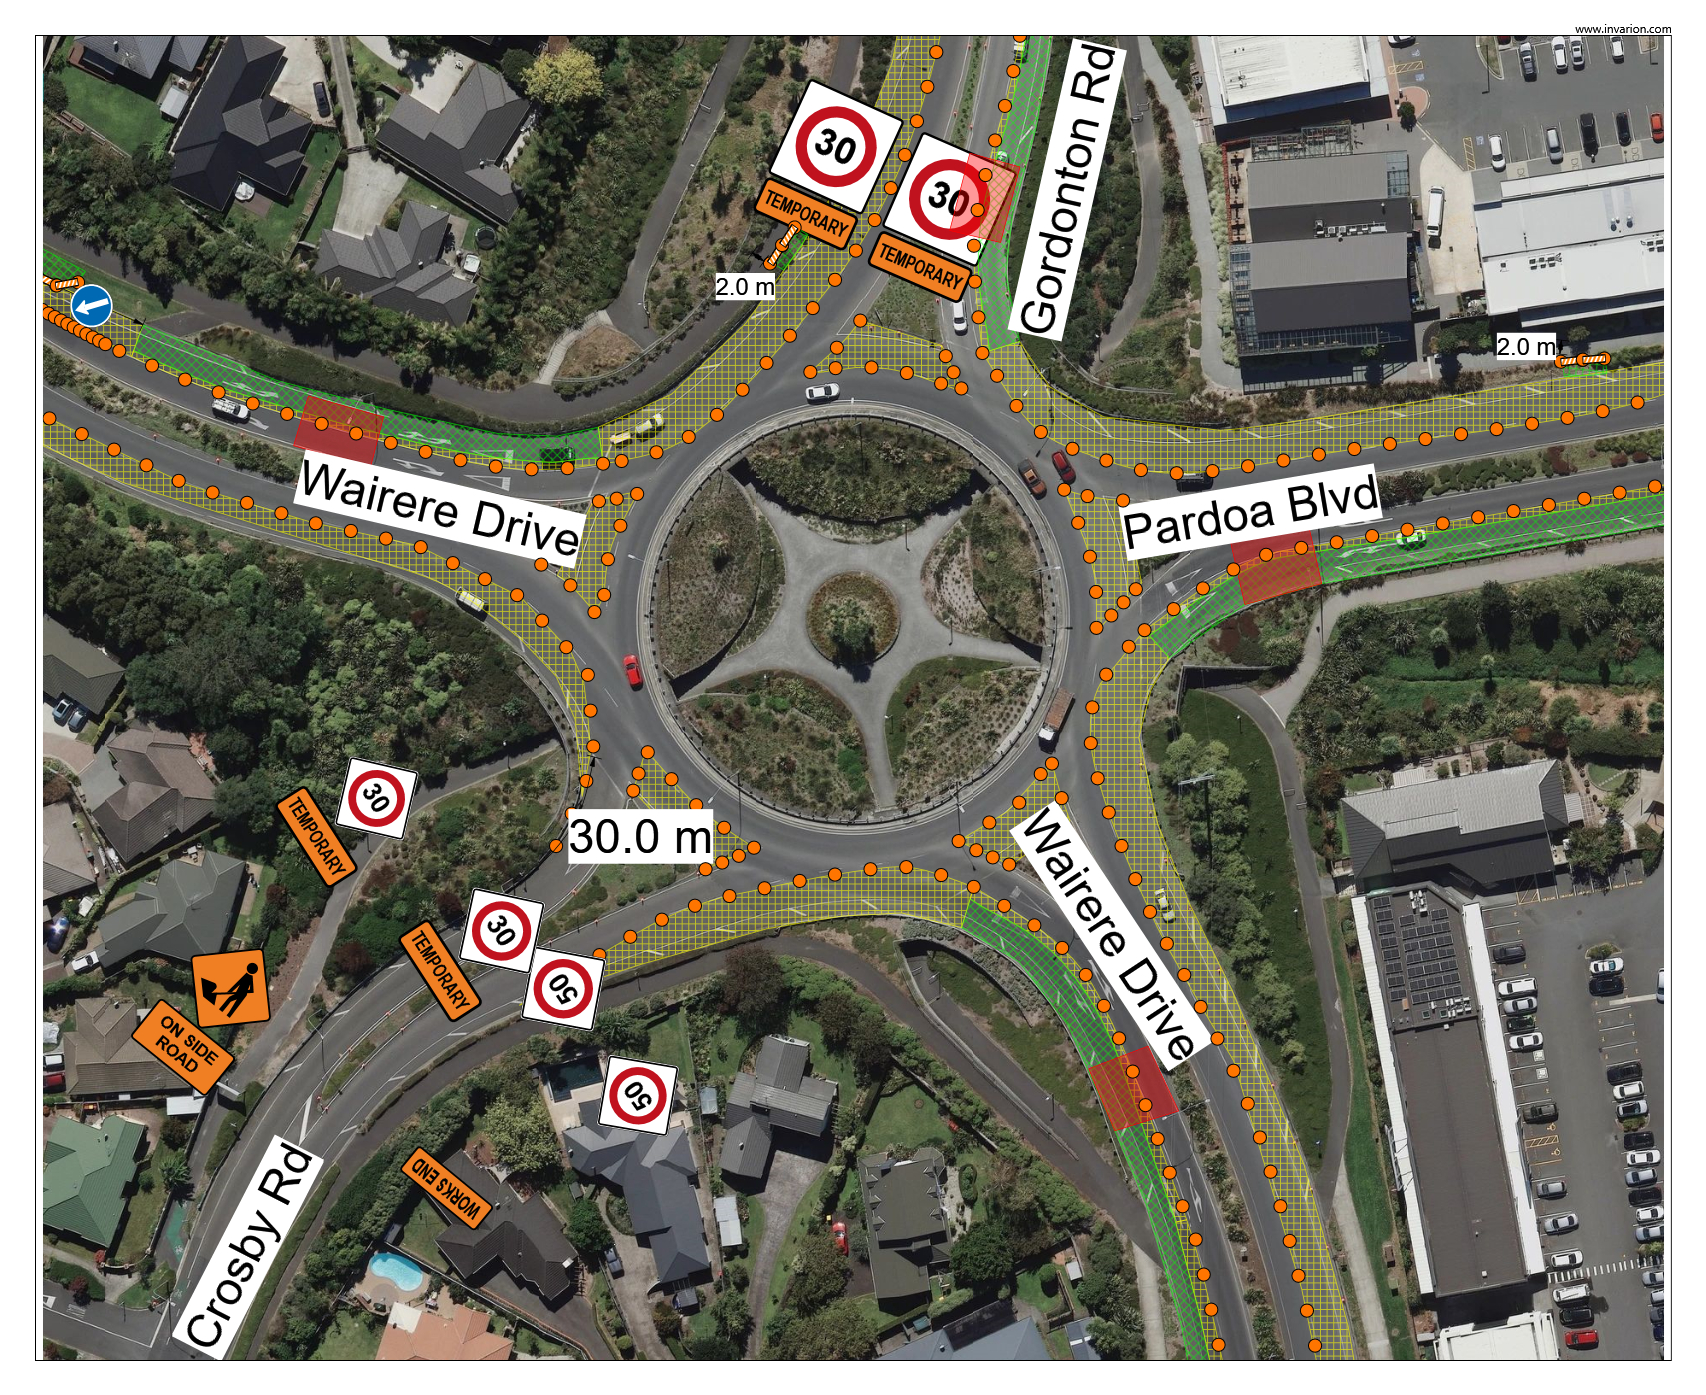 www.invarion.com
30
TEMPORARY
30
TEMPORARY
Gordonton Rd
2.0 m
2.0 m
Wairere Drive
Pardoa Blvd
30
TEMPORARY
30.0 m
Wairere Drive
30
TEMPORARY
50
ON SIDE
ROAD
50
WORKS END
Crosby Rd